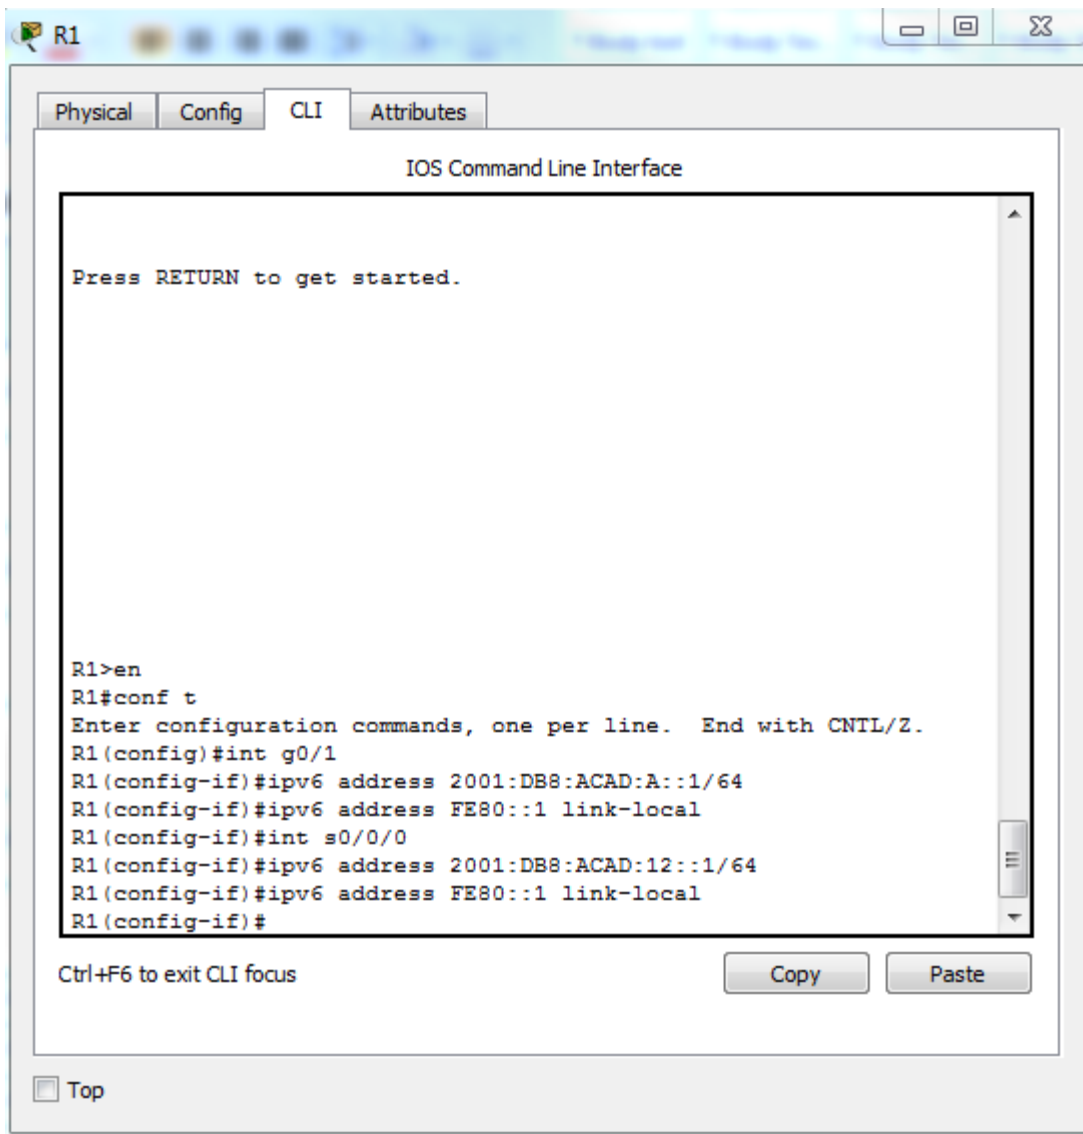 R1
Physical Config CLI Attributes
IOS Command Line Interface
Press RETURN to get started.
R1>en
R1#conf t
Enter configuration commands, one per line.  End with CNTL/Z.
R1(config)#int g0/1
R1(config-if)#ipv6 address 2001:DB8:ACAD:A::1/64
R1(config-if)#ipv6 address FE80::1 link-local
R1(config-if)#int s0/0/0
R1(config-if)#ipv6 address 2001:DB8:ACAD:12::1/64
R1(config-if)#ipv6 address FE80::1 link-local
R1(config-if)#
Ctrl+F6 to exit CLI focus Copy Paste
Top